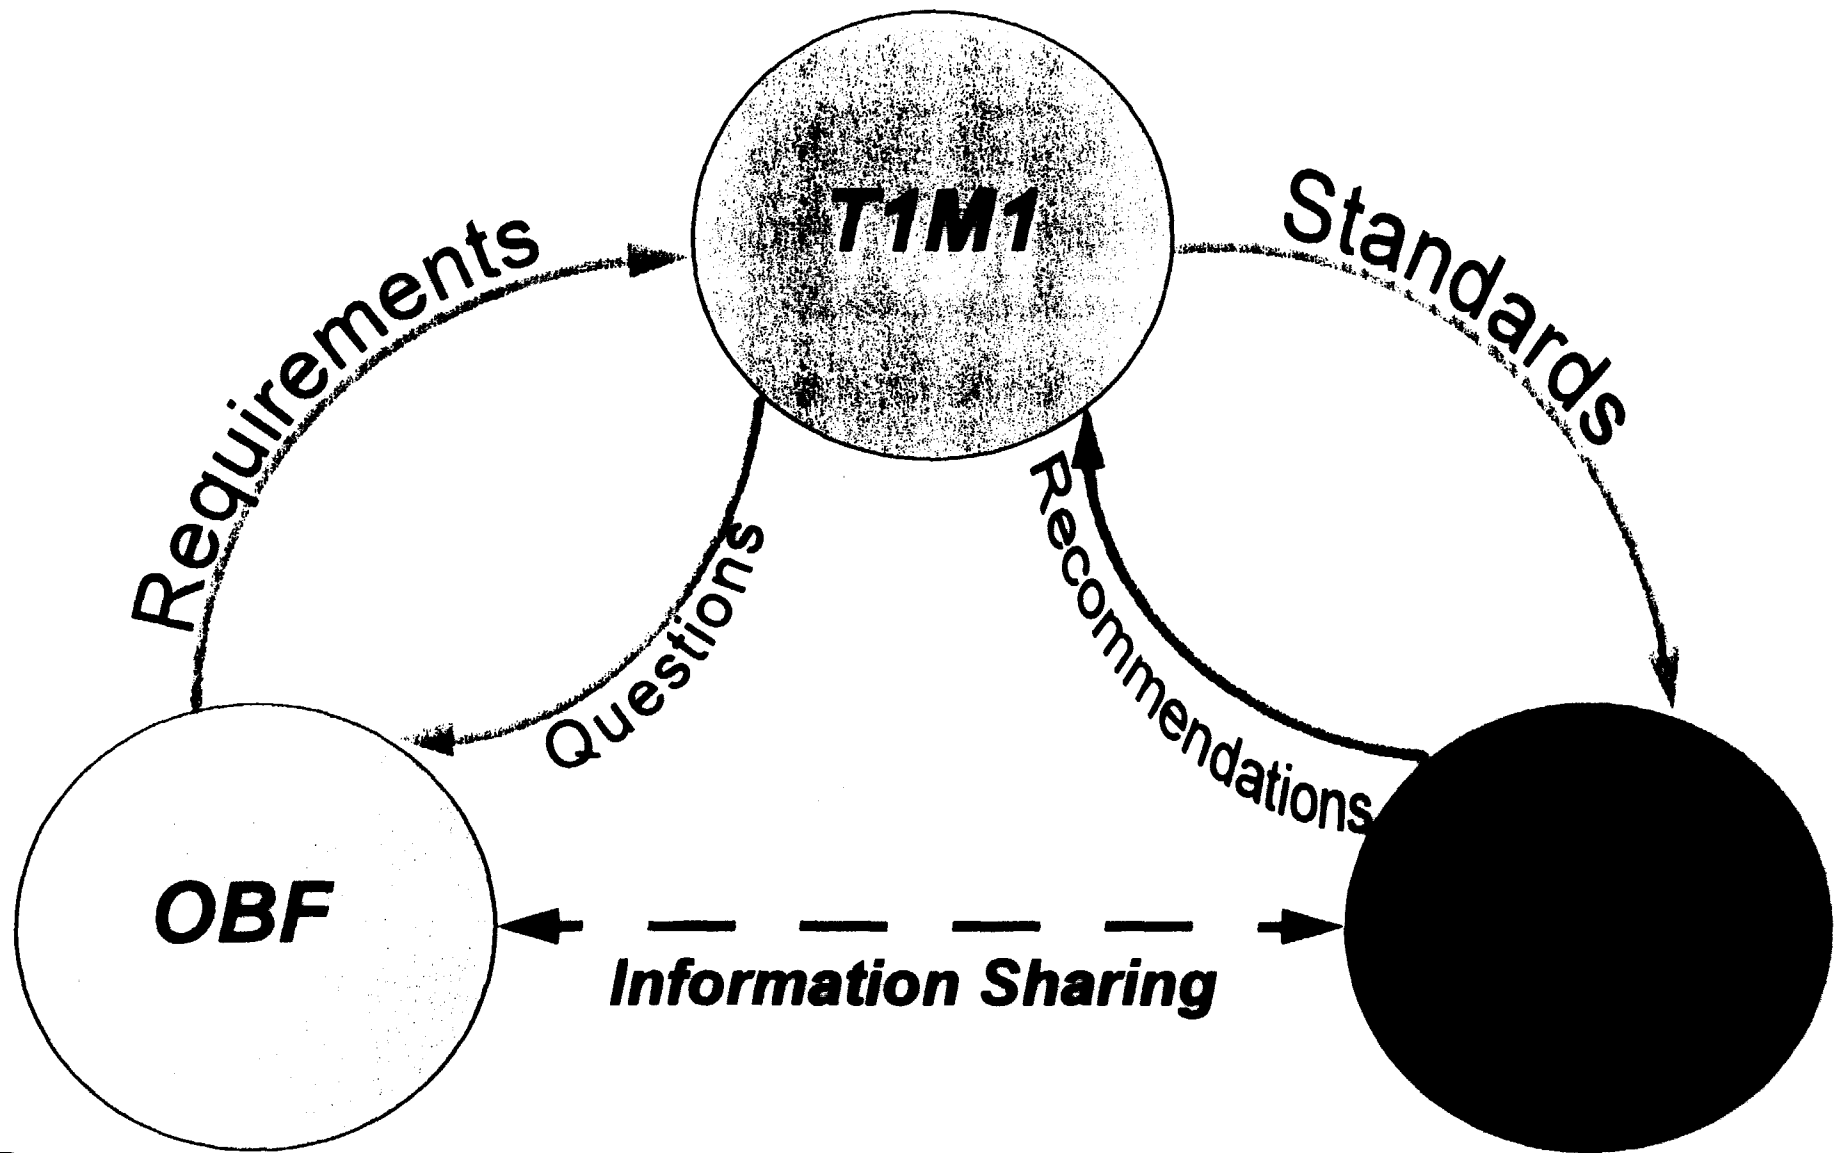 T1M1
Requirements
Standards
Questions
Recommendations
OBF
Information Sharing